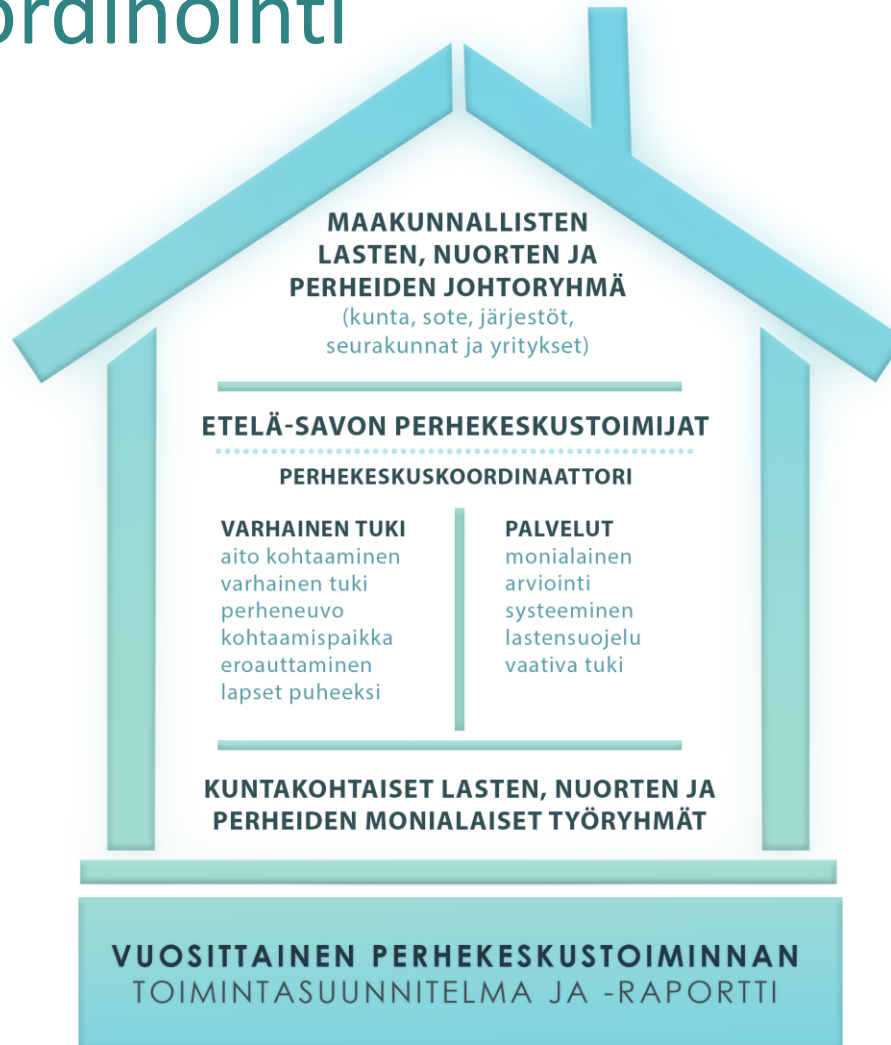 ordinointi
MAAKUNNALLISTEN
LASTEN, NUORTEN JA
PERHEIDEN JOHTORYHMÄ
(kunta, sote, järjestöt,
seurakunnat ja yritykset)
ETELÄ-SAVON PERHEKESKUSTOIMIJAT
PERHEKESKUSKOORDINAATTORI
VARHAINEN TUKI
aito kohtaaminen
varhainen tuki
perheneuvo
kohtaamispaikka
eroauttaminen
lapset puheeksi
PALVELUT
monialainen
arviointi
systeeminen
lastensuojelu
vaativa tuki
KUNTAKOHTAISET LASTEN, NUORTEN JA
PERHEIDEN MONIALAISET TYÖRYHMÄT
VUOSITTAINEN PERHEKESKUSTOIMINNAN
TOIMINTASUUNNITELMA JA -RAPORTTI